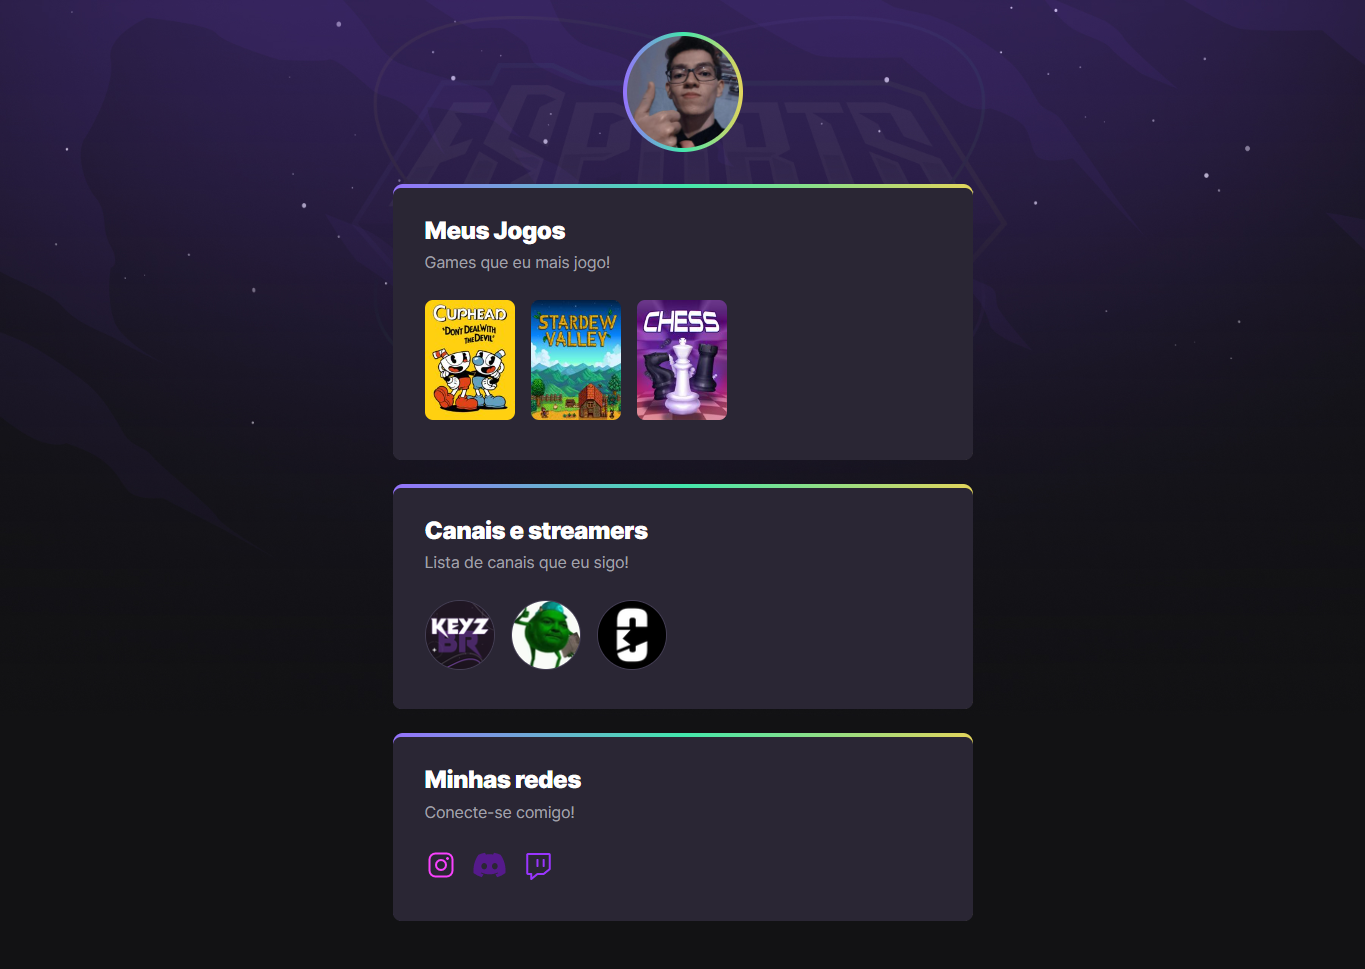 ESPORTS
Meus Jogos
Games que eu mais jogo!
CUPHEAD
"DON'T DEAL WITH
THE DEVIL"
STARDEW
VALLEY
CHESS
Canais e streamers
Lista de canais que eu sigo!
KEYZ
BR
Minhas redes
Conecte-se comigo!